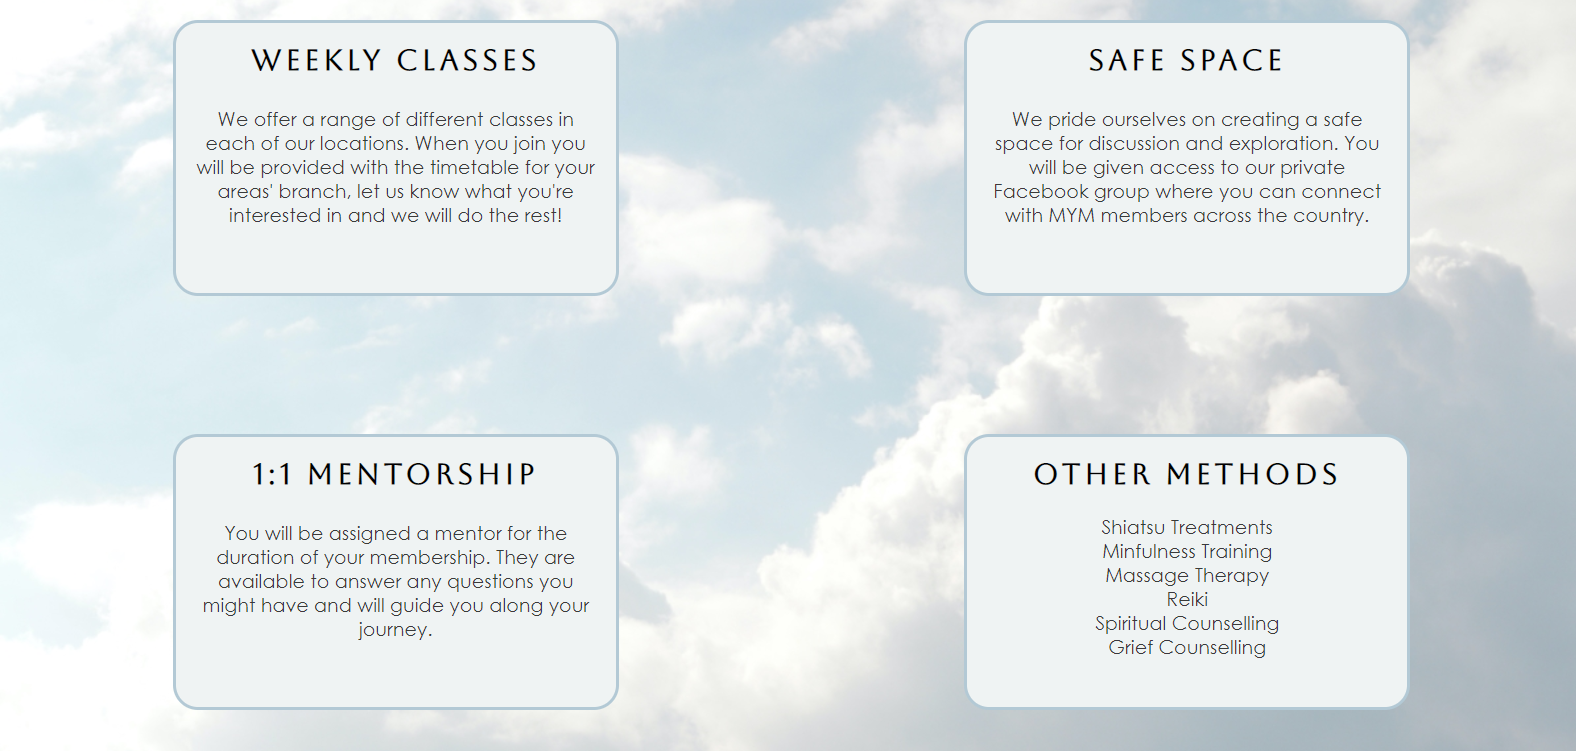 WEEKLY CLASSES
We offer a range of different classes in
each of our locations. When you join you
will be provided with the timetable for your
areas' branch, let us know what you're
interested in and we will do the rest!
SAFE SPACE
We pride ourselves on creating a safe
space for discussion and exploration. You
will be given access to our private
Facebook group where you can connect
with MYM members across the country.
1:1 MENTORSHIP
You will be assigned a mentor for the
duration of your membership. They are
available to answer any questions you
might have and will guide you along your
journey.
OTHER METHODS
Shiatsu Treatments
Minfulness Training
Massage Therapy
Reiki
Spiritual Counselling
Grief Counselling